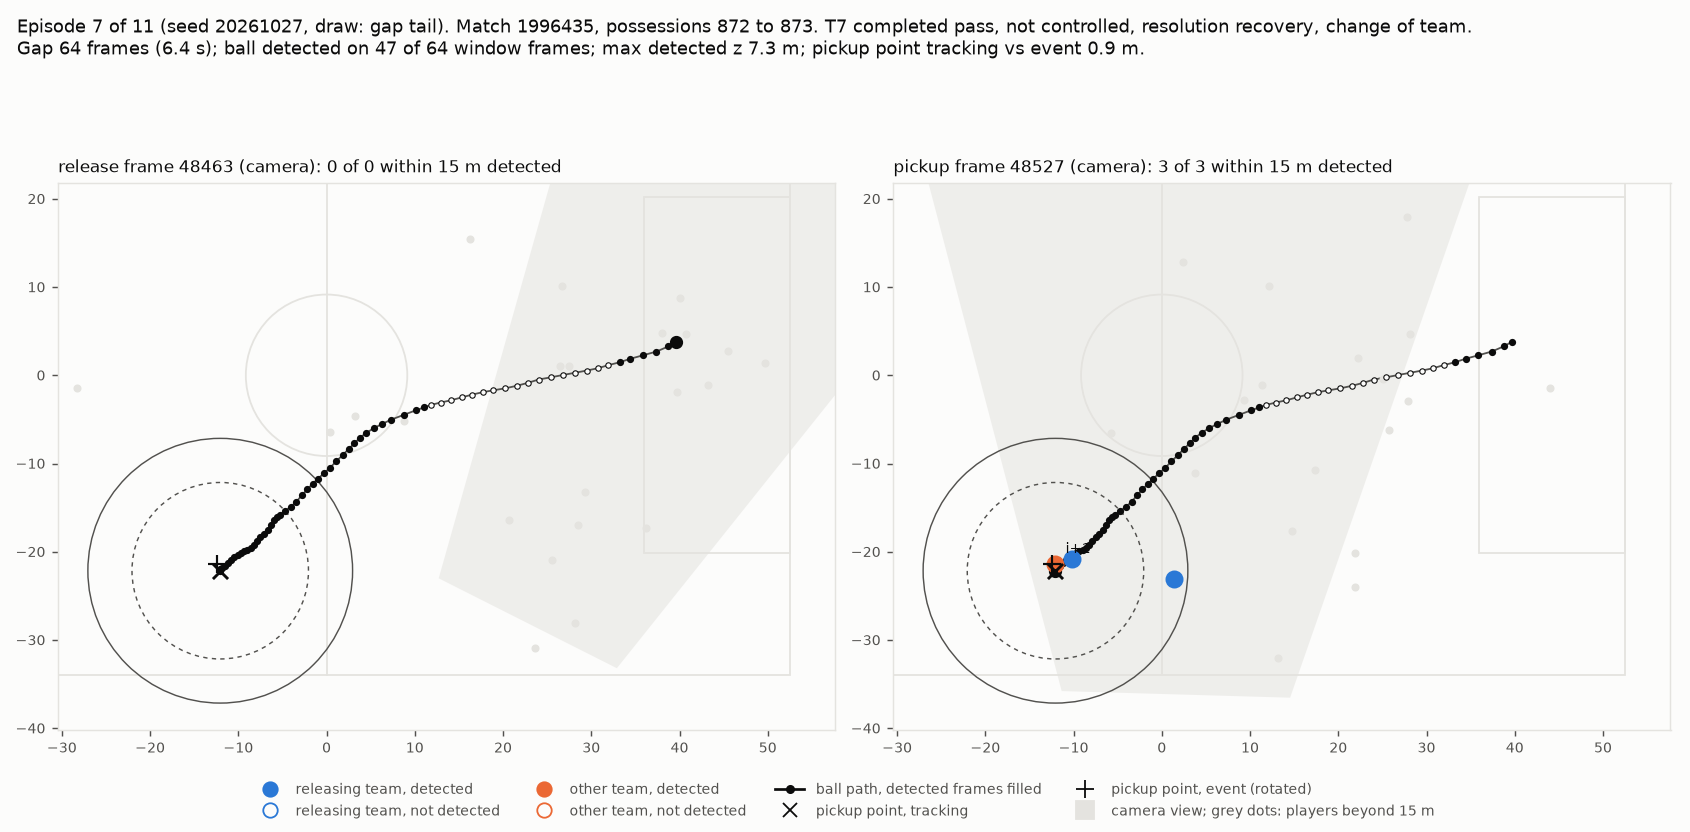 Episode 7 of 11 (seed 20261027, draw: gap tail). Match 1996435, possessions 872 to 873. T7 completed pass, not controlled, resolution recovery, change of team.
Gap 64 frames (6.4 s); ball detected on 47 of 64 window frames; max detected z 7.3 m; pickup point tracking vs event 0.9 m.
release frame 48463 (camera): 0 of 0 within 15 m detected
20
10
0
−10
−20
−30
−40
−30
−20
−10
0
10
20
30
40
50
pickup frame 48527 (camera): 3 of 3 within 15 m detected
20
10
0
−10
−20
−30
−40
−30
−20
−10
0
10
20
30
40
50
releasing team, detected
releasing team, not detected
other team, detected
other team, not detected
ball path, detected frames filled
pickup point, tracking
pickup point, event (rotated)
camera view; grey dots: players beyond 15 m